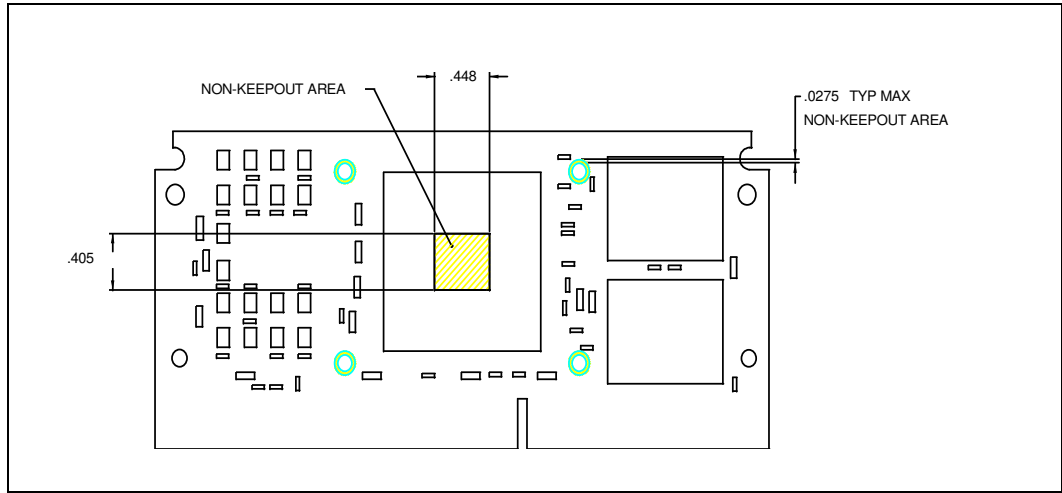 .448
NON-KEEPOUT AREA
.0275 TYP MAX
NON-KEEPOUT AREA
.405